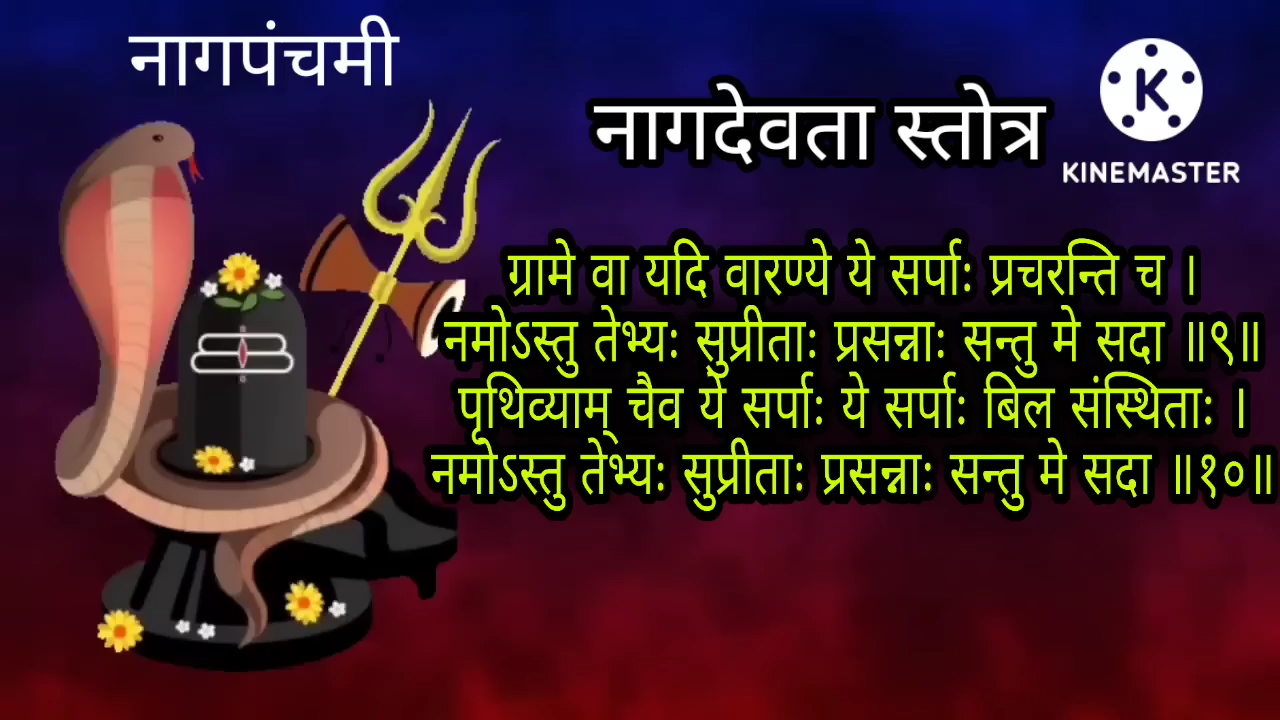 नागपंचमी
नागदेवता स्तोत्र
KINEMASTER
ग्रामे वा यदि वारण्ये ये सर्पाः प्रचरन्ति च ।
नमोऽस्तु तेभ्यः सुप्रीताः प्रसन्नाः सन्तु मे सदा ॥९॥
पृथिव्याम् चैव ये सर्पाः ये सर्पाः बिल संस्थिताः ।
नमोऽस्तु तेभ्यः सुप्रीताः प्रसन्नाः सन्तु मे सदा ॥१०॥